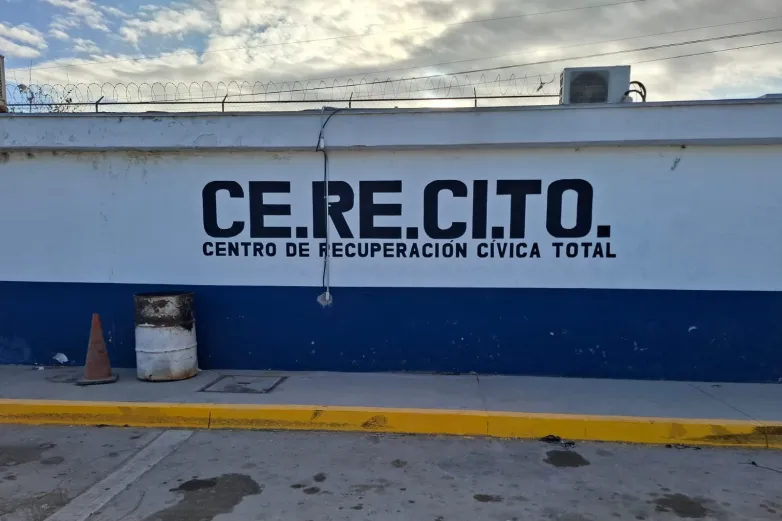 CE.RE.CI.TO.
CENTRO DE RECUPERACIÓN CÍVICA TOTAL